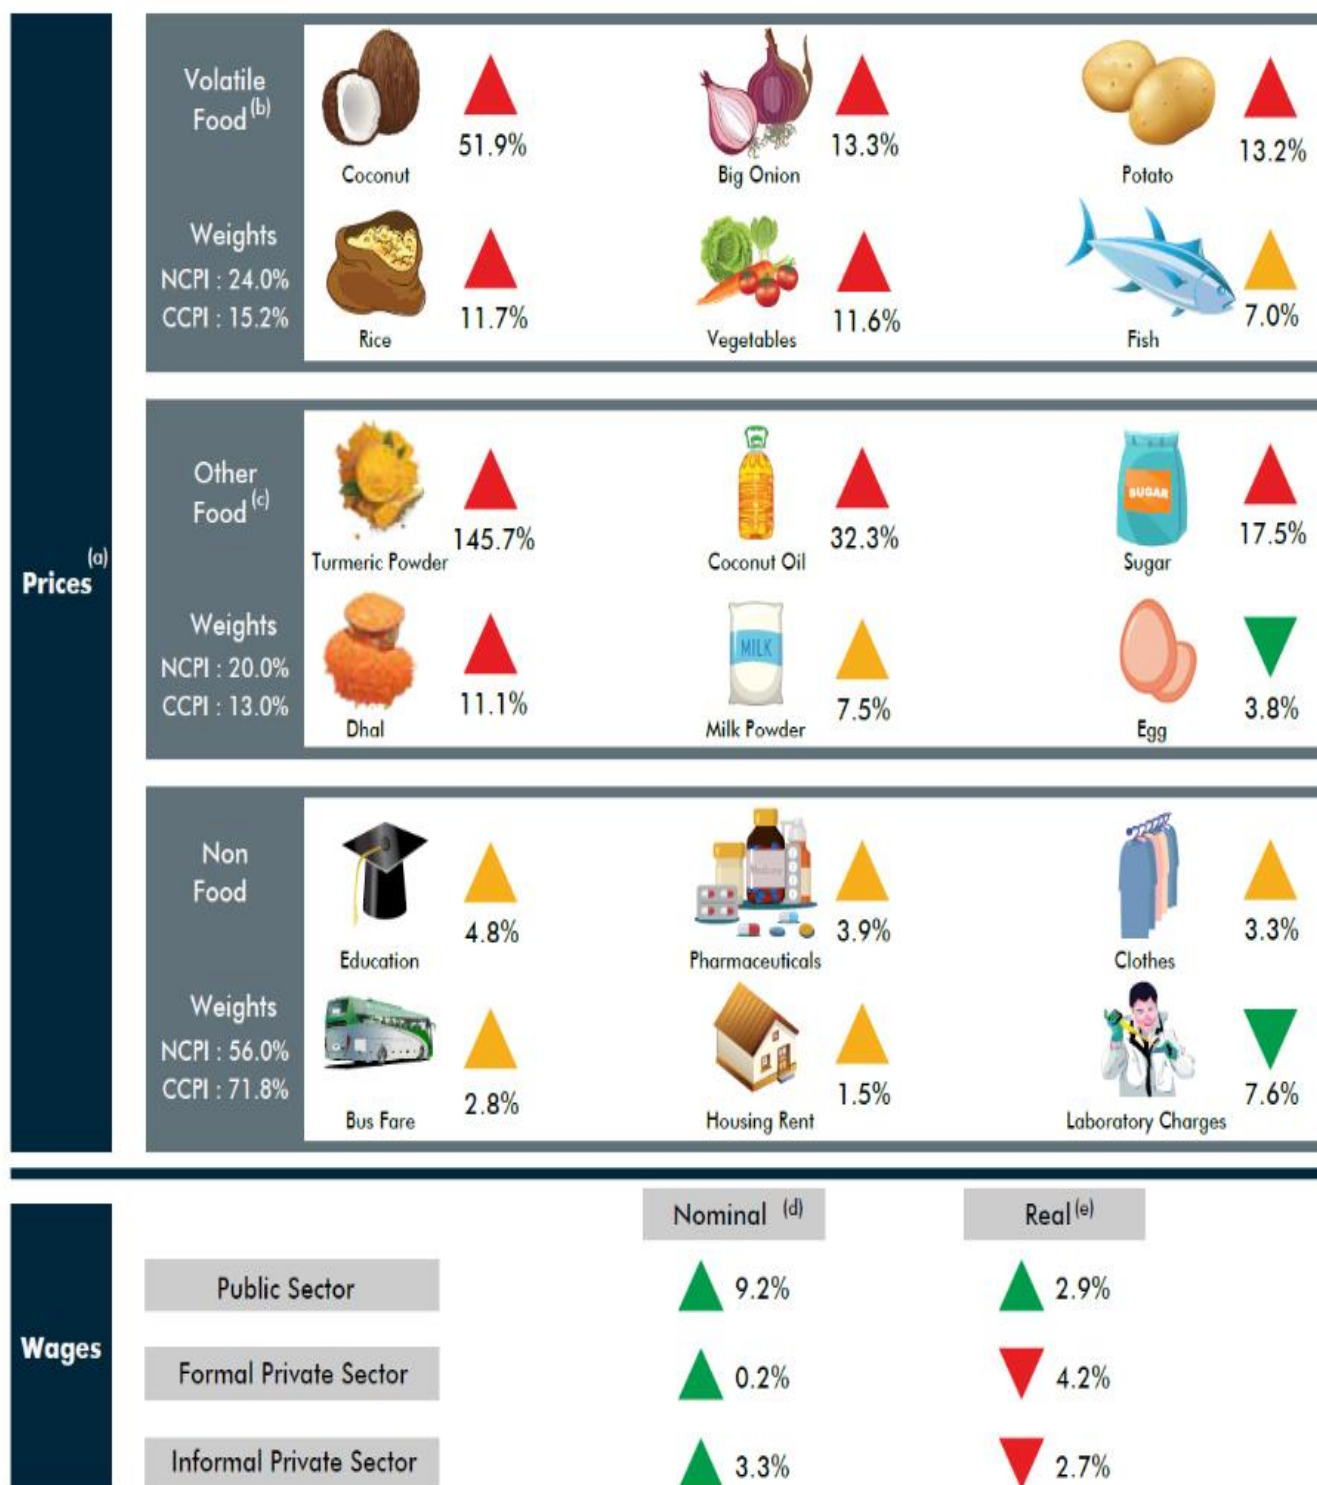 Prices (a)
Volatile
Food (b)
Weights
NCPI : 24.0%
CCPI : 15.2%
51.9%
Coconut
13.3%
Big Onion
13.2%
Potato
11.7%
Rice
11.6%
Vegetables
7.0%
Fish
Other
Food (c)
Weights
NCPI : 20.0%
CCPI : 13.0%
145.7%
Turmeric Powder
32.3%
Coconut Oil
SUGAR
17.5%
Sugar
11.1%
Dhal
MILK
7.5%
Milk Powder
3.8%
Egg
Non
Food
Weights
NCPI : 56.0%
CCPI : 71.8%
4.8%
Education
Medicine
3.9%
Pharmaceuticals
3.3%
Clothes
2.8%
Bus Fare
1.5%
Housing Rent
7.6%
Laboratory Charges
Wages
Nominal (d) Real (e)
Public Sector 9.2% 2.9%
Formal Private Sector 0.2% 4.2%
Informal Private Sector 3.3% 2.7%